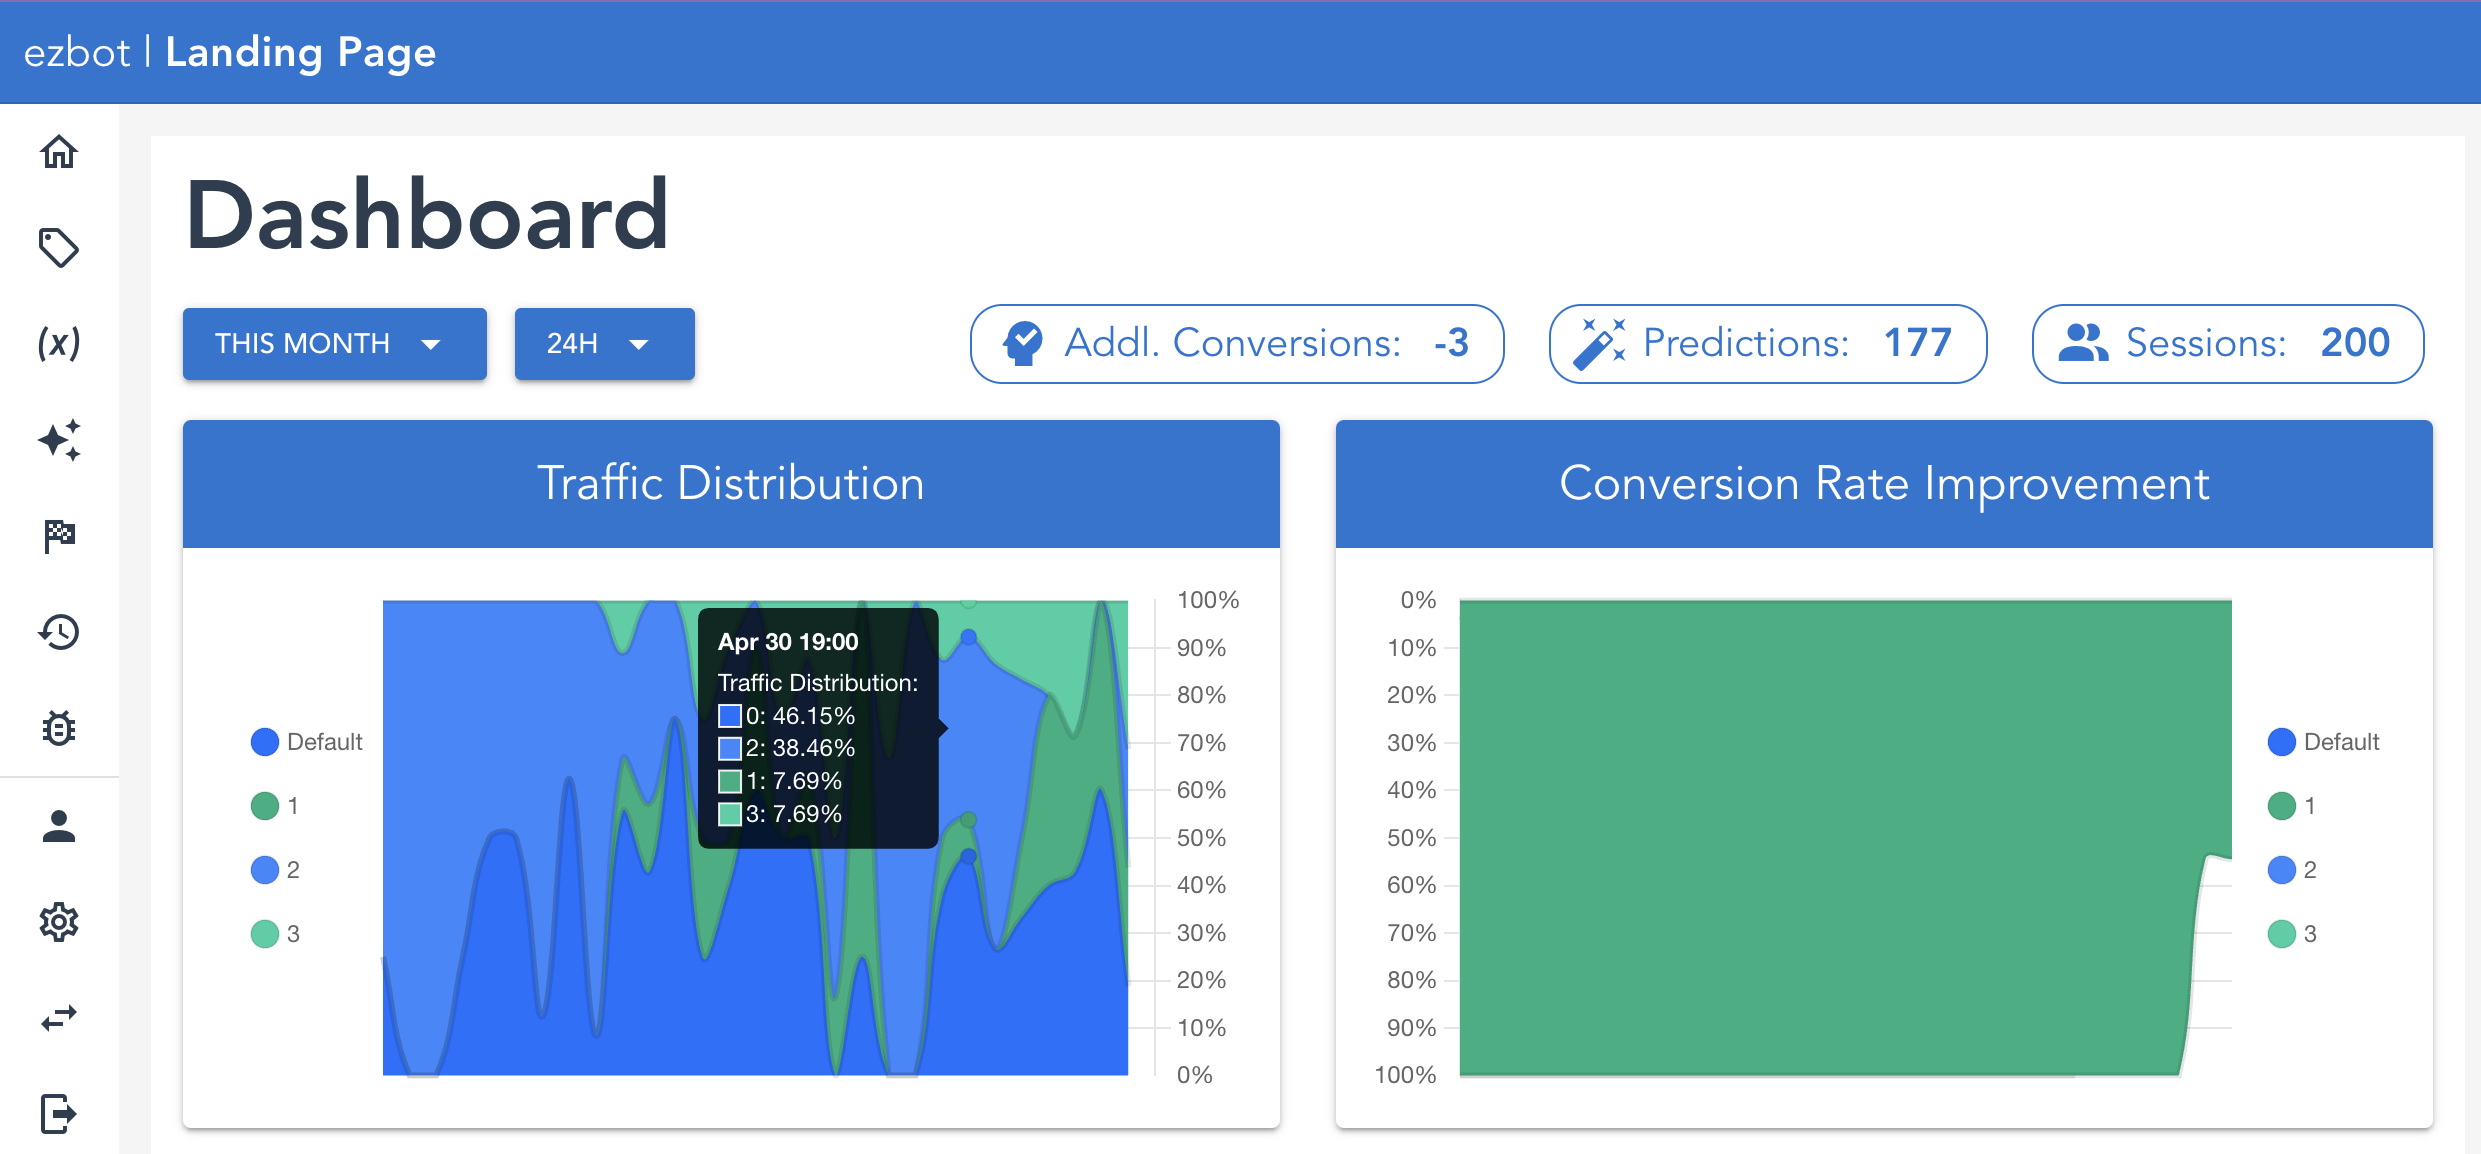 ezbot | Landing Page
(x)
Dashboard
THIS MONTH
24H
Addl. Conversions: -3
Predictions: 177
Sessions: 200
Traffic Distribution
Default
1
2
3
Apr 30 19:00
Traffic Distribution:
0: 46.15%
2: 38.46%
1: 7.69%
3: 7.69%
100%
90%
80%
70%
60%
50%
40%
30%
20%
10%
0%
Conversion Rate Improvement
0%
10%
20%
30%
40%
50%
60%
70%
80%
90%
100%
Default
1
2
3